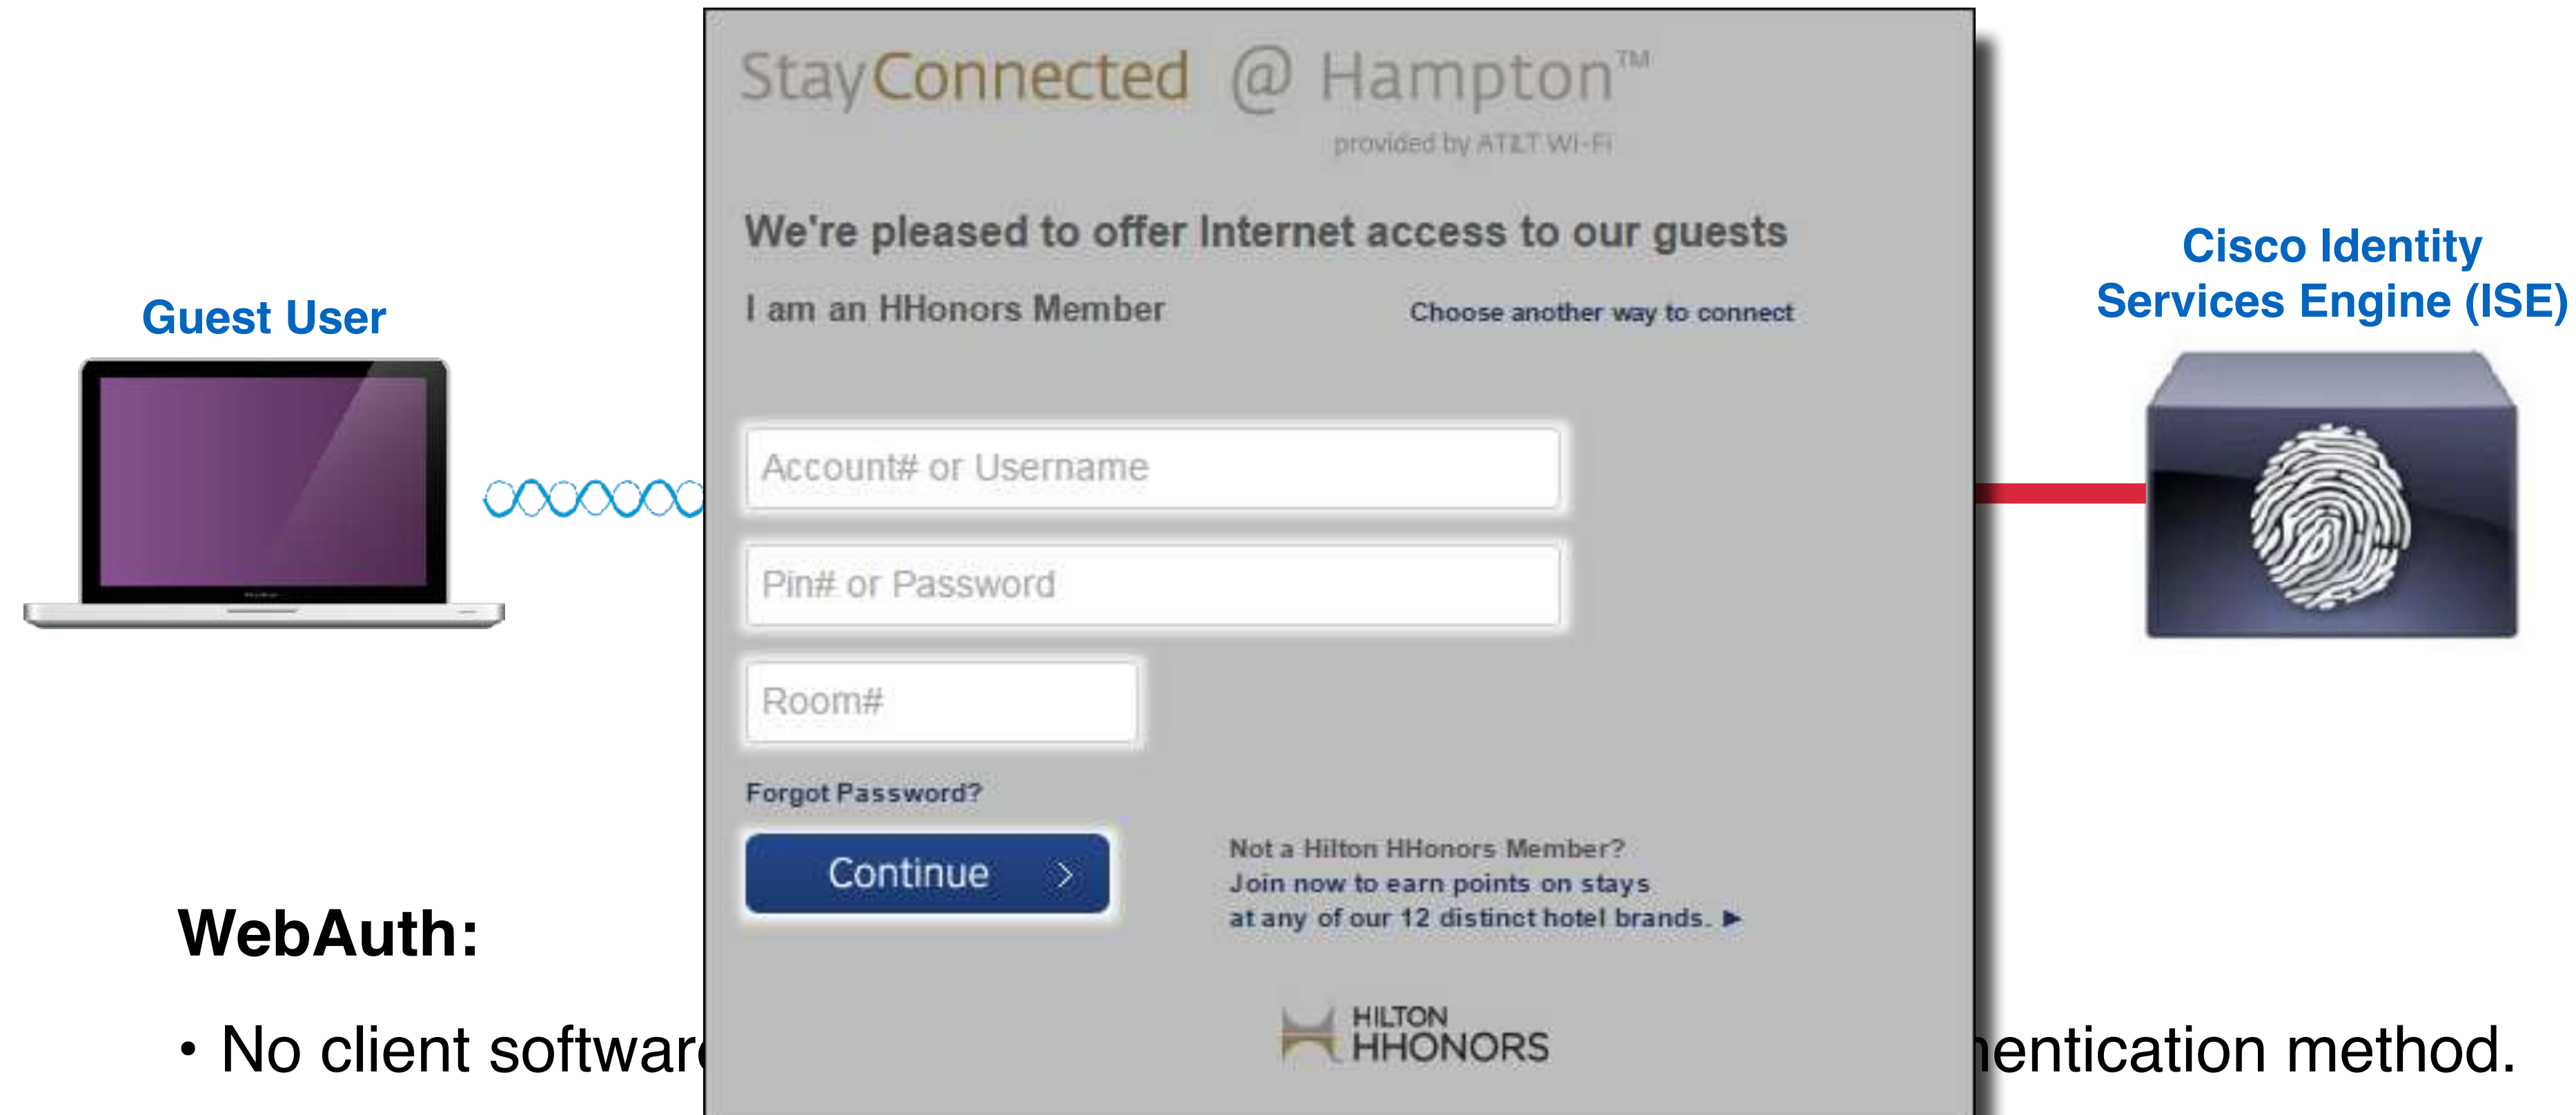 StayConnected @ Hampton™
provided by AT&T Wi-Fi
We're pleased to offer Internet access to our guests
I am an HHonors Member
Choose another way to connect
Guest User
Cisco Identity
Services Engine (ISE)
Account# or Username
Pin# or Password
Room#
Forgot Password?
Continue >
Not a Hilton HHonors Member?
Join now to earn points on stays
at any of our 12 distinct hotel brands. ►
WebAuth:
HILTON
HHONORS
• No client softwar hentication method.